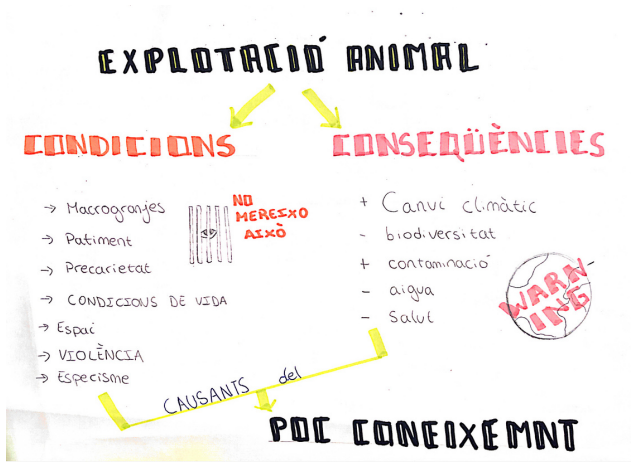 EXPLOTACIÓ ANIMAL
CONDICIONS
→ Macrogranjes
→ Patiment
→ Precarietat
→ CONDICIONS DE VIDA
→ Espai
→ VIOLÈNCIA
→ Especisme
NO
MEREIXO
AIXÒ
CONSEQÜÈNCIES
+ Canvi climàtic
- biodiversitat
+ contaminació
- aigua
- Salut
WARN-
ING
CAUSANTS del
POC CONEIXEMNT